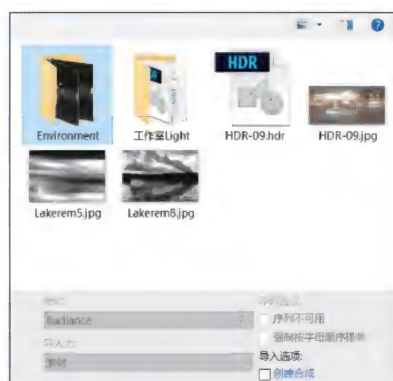 HDR
Environment
工作室Light
HDR-09.hdr
HDR-09.jpg
Lakerem5.jpg
Lakerem8.jpg
Radiance
序列不可用
导入为:
强制按字母顺序排列
素材
导入选项:
创建合成